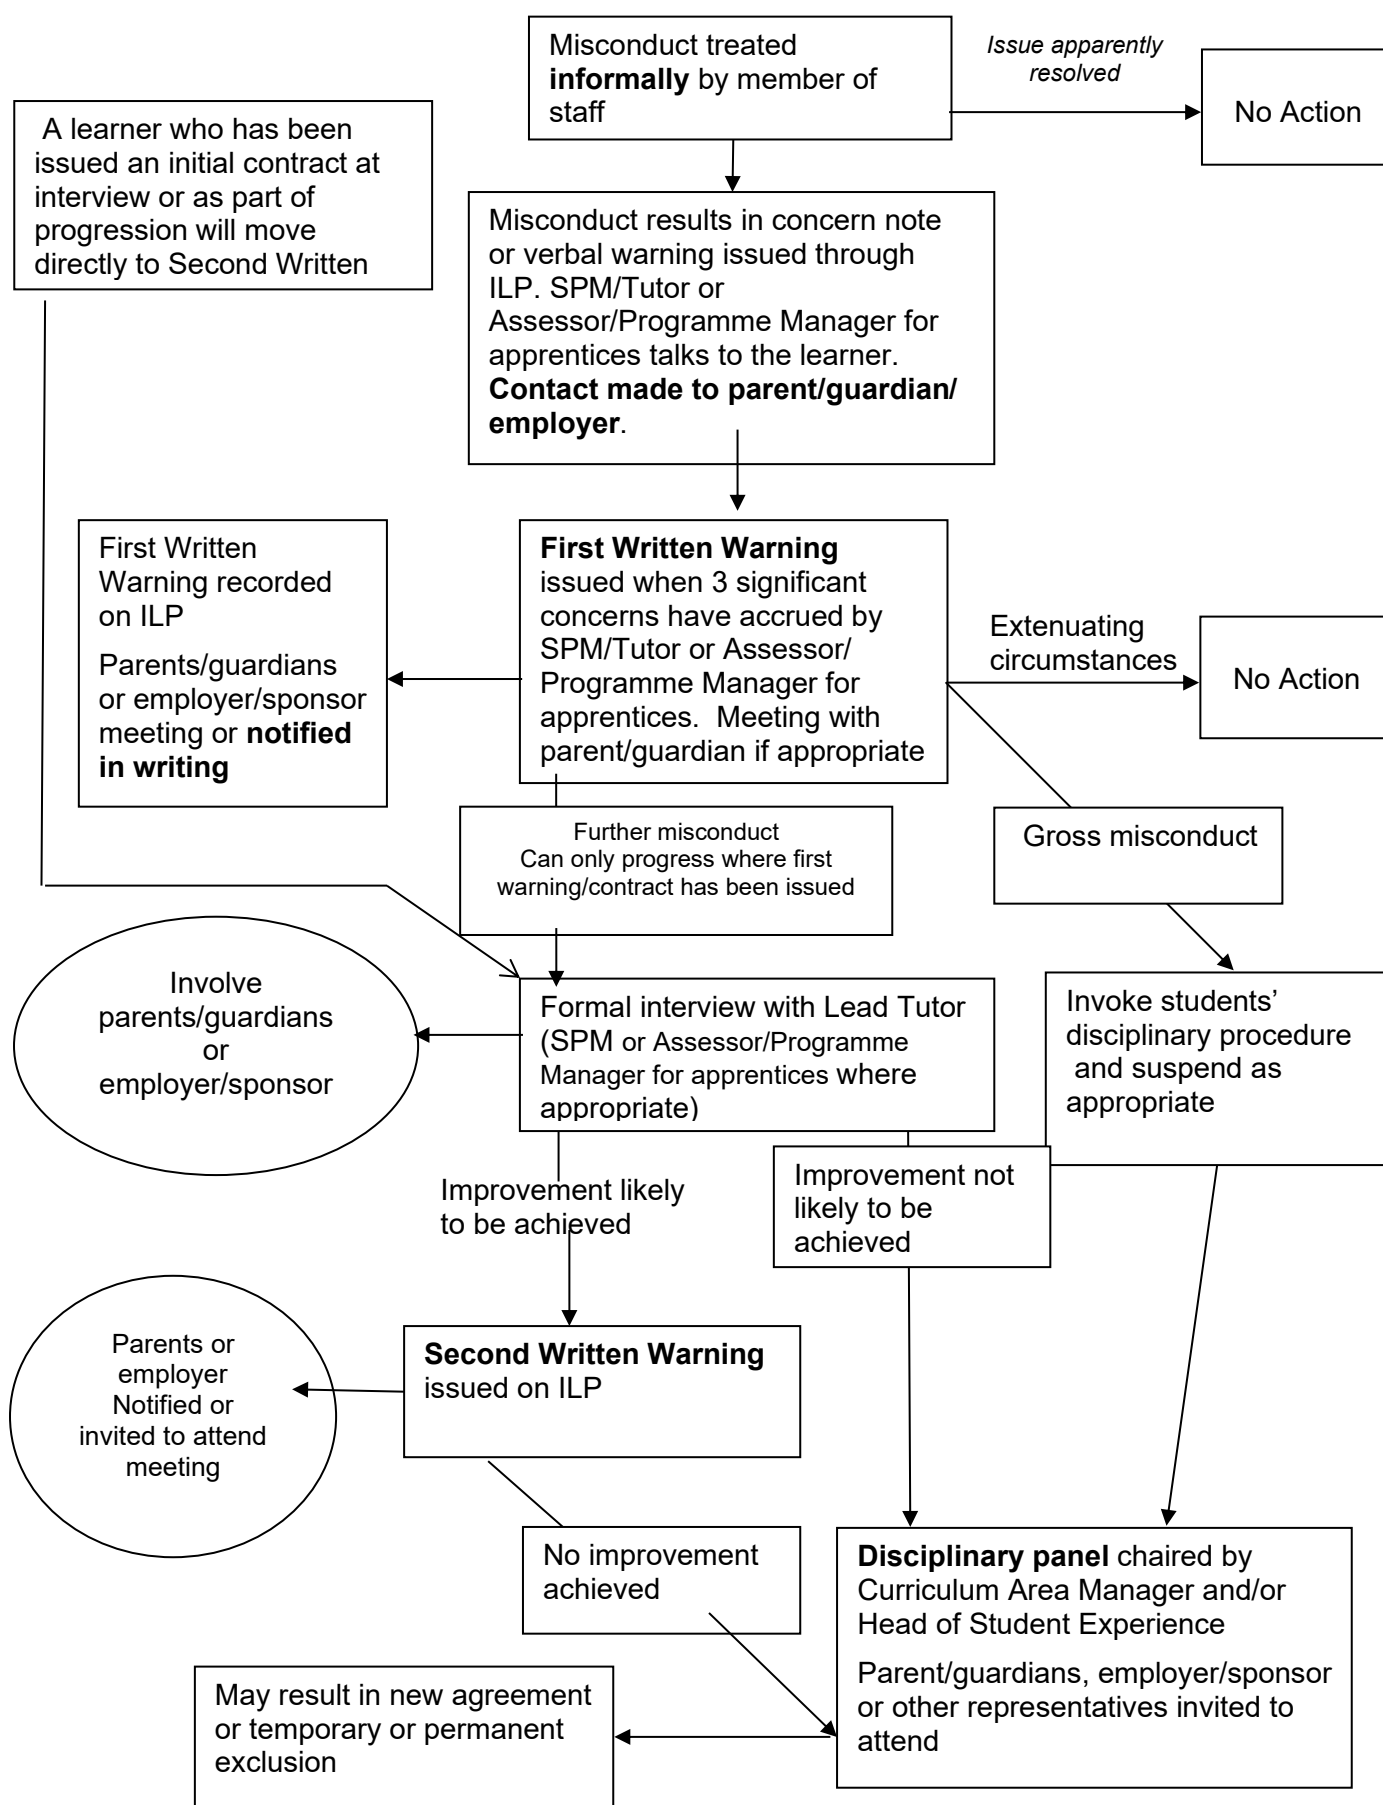 Misconduct treated
informally by member of
staff
Issue apparently
resolved
No Action
A learner who has been
issued an initial contract at
interview or as part of
progression will move
directly to Second Written
Misconduct results in concern note
or verbal warning issued through
ILP. SPM/Tutor or
Assessor/Programme Manager for
apprentices talks to the learner.
Contact made to parent/guardian/
employer.
First Written
Warning recorded
on ILP
Parents/guardians
or employer/sponsor
meeting or notified
in writing
First Written Warning
issued when 3 significant
concerns have accrued by
SPM/Tutor or Assessor/
Programme Manager for
apprentices. Meeting with
parent/guardian if appropriate
Extenuating
circumstances
No Action
Further misconduct
Can only progress where first
warning/contract has been issued
Gross misconduct
Involve
parents/guardians
or
employer/sponsor
Formal interview with Lead Tutor
(SPM or Assessor/Programme
Manager for apprentices where
appropriate)
Invoke students’
disciplinary procedure
and suspend as
appropriate
Improvement likely
to be achieved
Improvement not
likely to be
achieved
Parents or
employer
Notified or
invited to attend
meeting
Second Written Warning
issued on ILP
No improvement
achieved
Disciplinary panel chaired by
Curriculum Area Manager and/or
Head of Student Experience
Parent/guardians, employer/sponsor
or other representatives invited to
attend
May result in new agreement
or temporary or permanent
exclusion